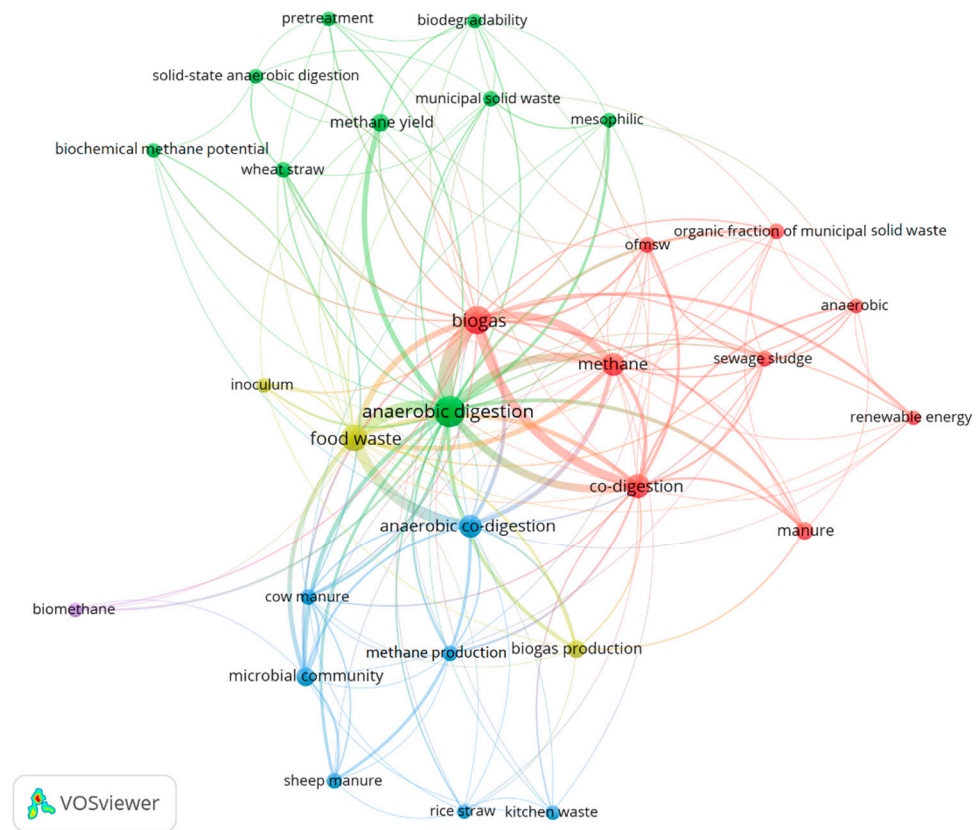 pretreatment
biodegradability
solid-state anaerobic digestion
municipal solid waste
methane yield
mesophilic
biochemical methane potential
wheat straw
organic fraction of municipal solid waste
ofmsw
anaerobic
biogas
sewage sludge
methane
inoculum
renewable energy
anaerobic digestion
food waste
co-digestion
anaerobic co-digestion
manure
cow manure
biomethane
methane production
biogas production
microbial community
sheep manure
rice straw
kitchen waste
VOSviewer